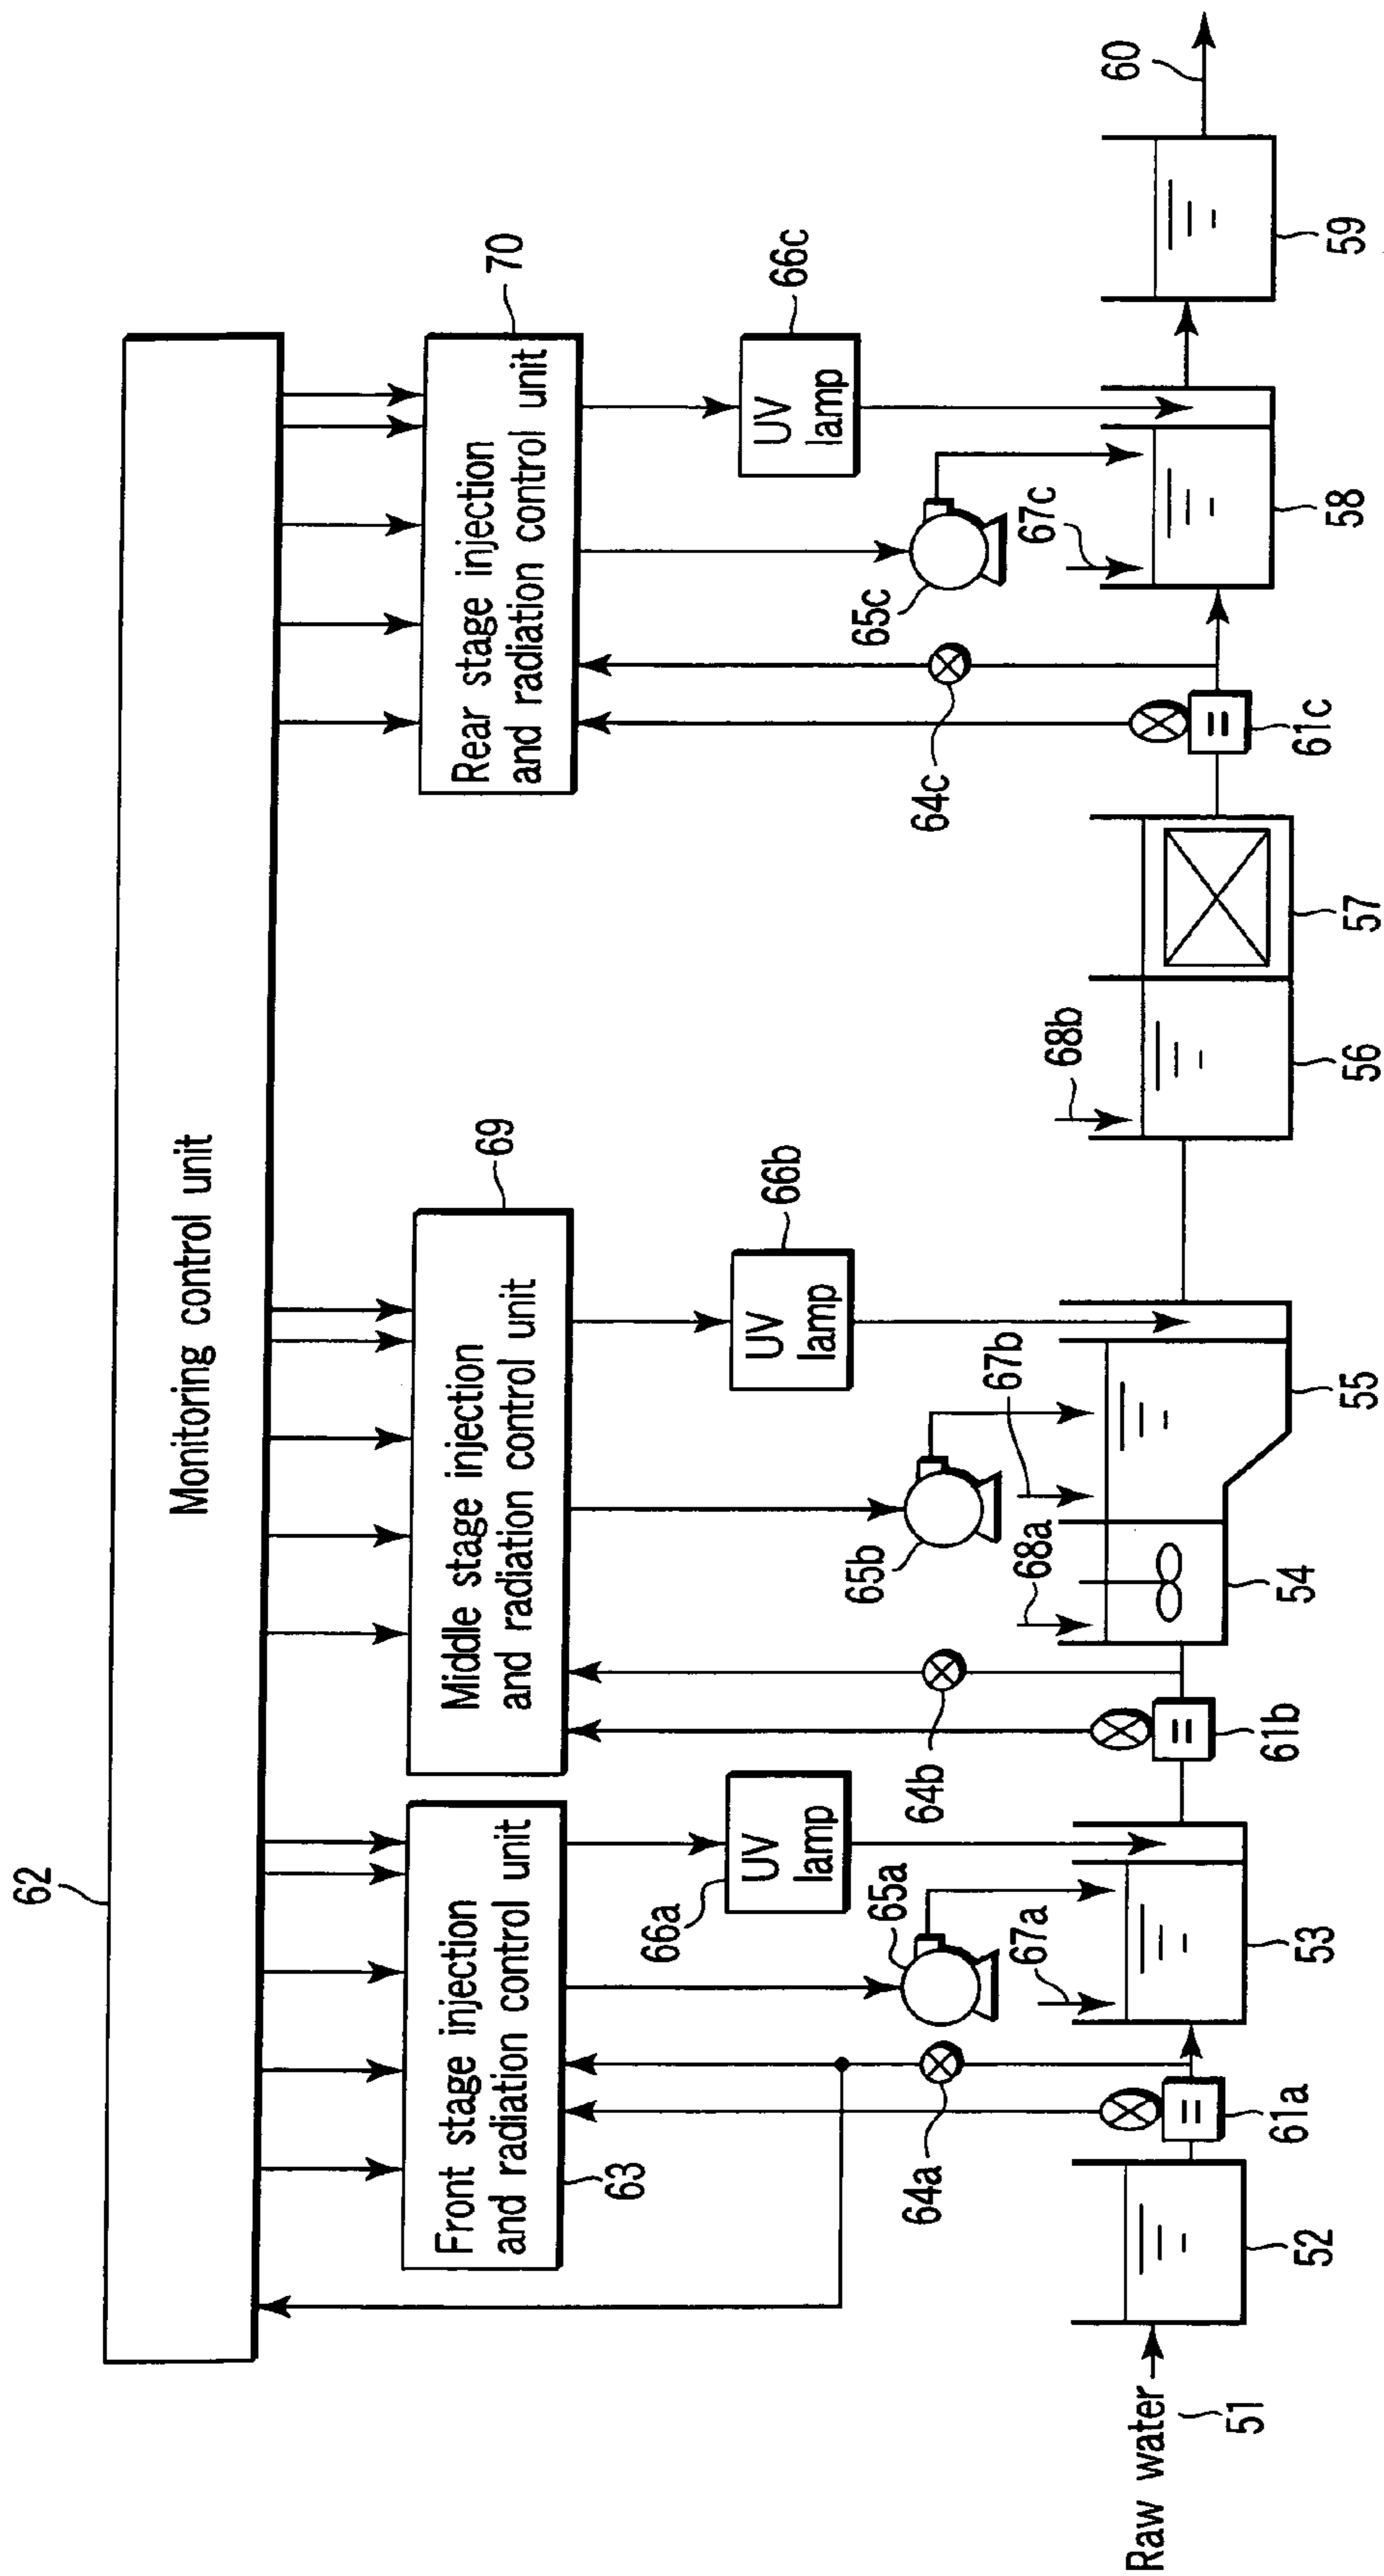 62
Monitoring control unit
Front stage injection
and radiation control unit
63
Middle stage injection
and radiation control unit
69
Rear stage injection
and radiation control unit
70
66a
UV
lamp
UV
lamp
66b
UV
lamp
66c
64a
65a
64b
65b
64c
65c
67a
68a
67b
68b
67c
60
Raw water
51
52
61a
53
61b
54
55
56
57
61c
58
59